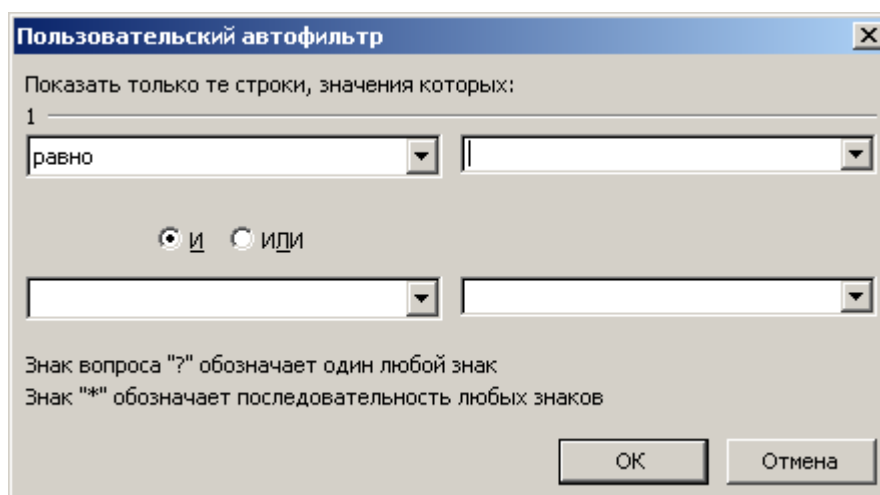 Пользовательский автофильтр
Показать только те строки, значения которых:
1
равно
И ИЛИ
Знак вопроса "?" обозначает один любой знак
Знак "*" обозначает последовательность любых знаков
ОК Отмена